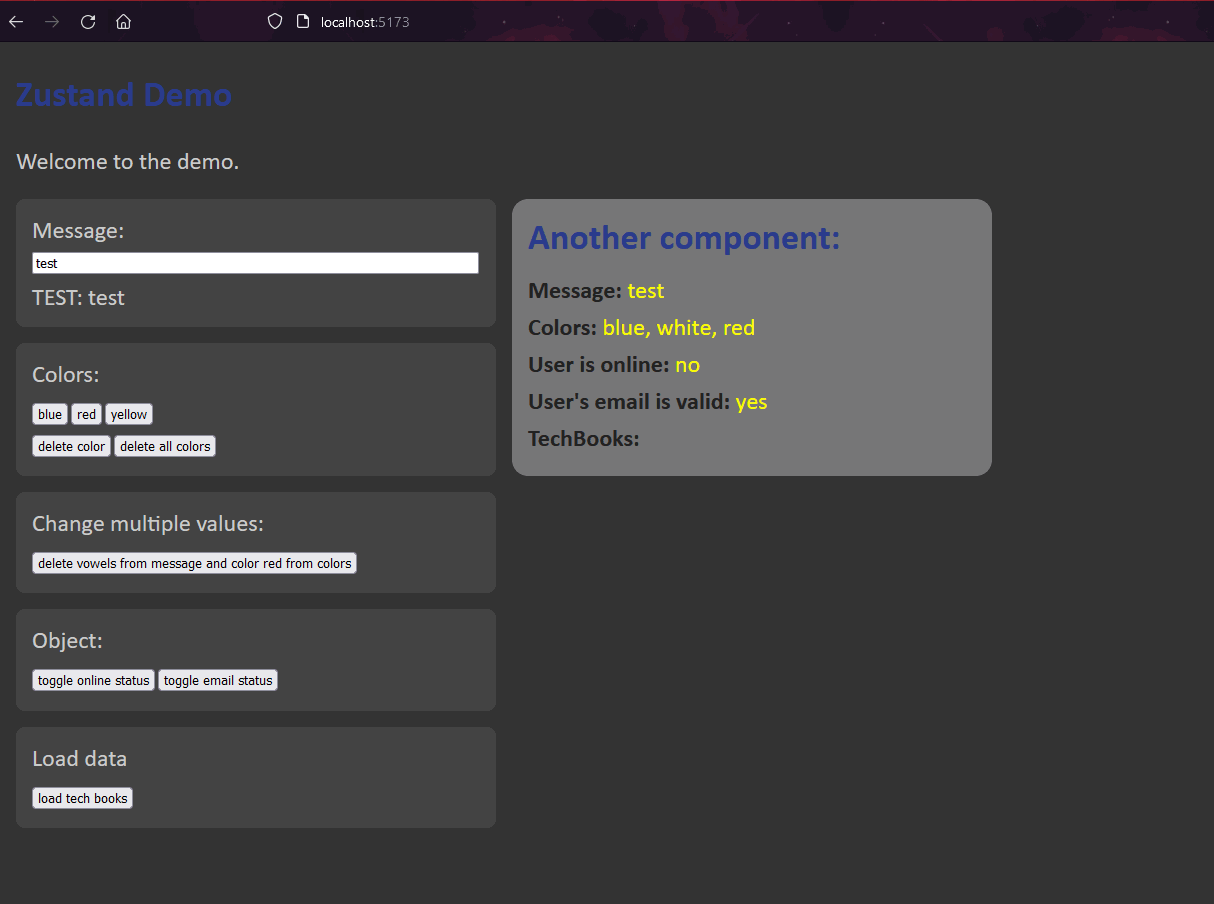 localhost:5173
Zustand Demo
Welcome to the demo.
Message:
test
TEST: test
Colors:
blue red yellow
delete color delete all colors
Change multiple values:
delete vowels from message and color red from colors
Object:
toggle online status toggle email status
Load data
load tech books
Another component:
Message: test
Colors: blue, white, red
User is online: no
User's email is valid: yes
TechBooks: